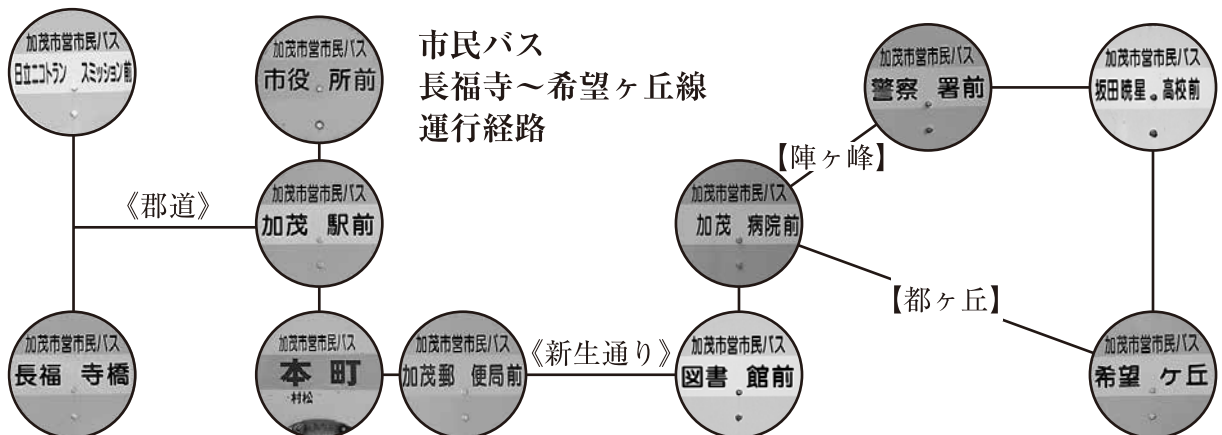 市民バス
長福寺～希望ヶ丘線
運行経路
加茂市営市民バス
日立ニコトラン スミッション前
加茂市営市民バス
市役 所前
加茂市営市民バス
警察 署前
加茂市営市民バス
坂田暁星 高校前
《郡道》
加茂市営市民バス
加茂 駅前
【陣ヶ峰】
加茂市営市民バス
加茂 病院前
【都ヶ丘】
加茂市営市民バス
長福 寺橋
加茂市営市民バス
本町
村松
加茂市営市民バス
加茂郵 便局前
《新生通り》
加茂市営市民バス
図書 館前
加茂市営市民バス
希望 ケ丘